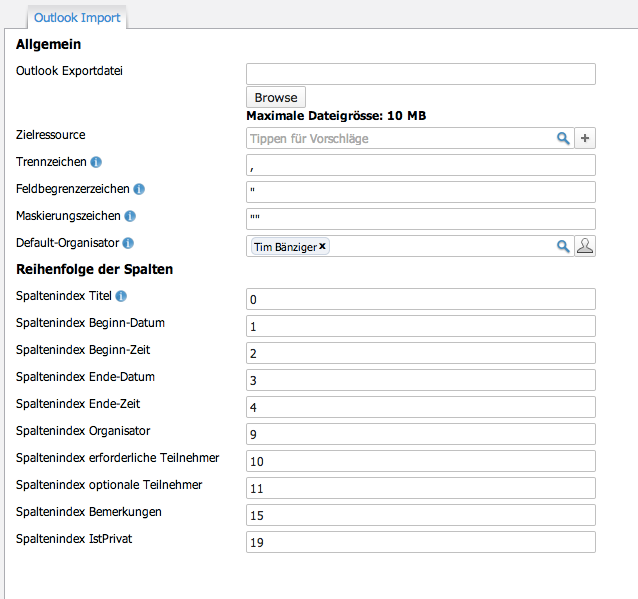 Outlook Import
Allgemein
Outlook Exportdatei
Browse
Maximale Dateigrösse: 10 MB
Zielressource Tippen für Vorschläge +
Trennzeichen i ,
Feldbegrenzerzeichen i "
Maskierungszeichen i ""
Default-Organisator i Tim Bänziger x
Reihenfolge der Spalten
Spaltenindex Titel i 0
Spaltenindex Beginn-Datum 1
Spaltenindex Beginn-Zeit 2
Spaltenindex Ende-Datum 3
Spaltenindex Ende-Zeit 4
Spaltenindex Organisator 9
Spaltenindex erforderliche Teilnehmer 10
Spaltenindex optionale Teilnehmer 11
Spaltenindex Bemerkungen 15
Spaltenindex IstPrivat 19